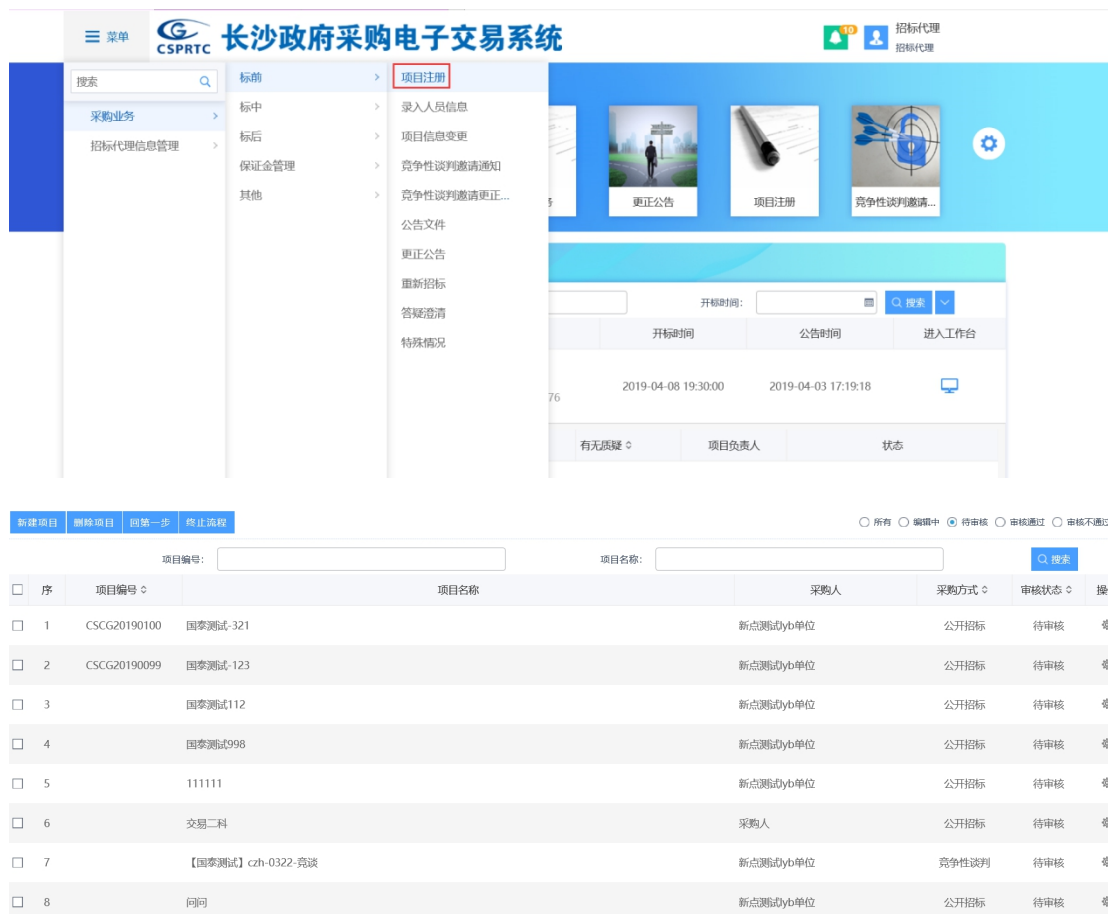 菜单
CSPRTC
长沙政府采购电子交易系统
10
招标代理
招标代理
搜索
标前
项目注册
采购业务
标中
录入人员信息
招标代理信息管理
标后
项目信息变更
保证金管理
竞争性谈判邀请通知
其他
竞争性谈判邀请更正...
更正公告
项目注册
竞争性谈判邀请...
公告文件
更正公告
重新招标
答疑澄清
特殊情况
开标时间:
搜索
开标时间
公告时间
进入工作台
76
2019-04-08 19:30:00
2019-04-03 17:19:18
有无质疑
项目负责人
状态
新建项目 删除项目 回第一步 终止流程
所有 编辑中 待审核 审核通过 审核不通过
项目编号:
项目名称:
搜索
序 项目编号 项目名称 采购人 采购方式 审核状态
1 CSCG20190100 国泰测试-321 新点测试lyb单位 公开招标 待审核
2 CSCG20190099 国泰测试-123 新点测试lyb单位 公开招标 待审核
3 国泰测试112 新点测试lyb单位 公开招标 待审核
4 国泰测试998 新点测试lyb单位 公开招标 待审核
5 111111 新点测试lyb单位 公开招标 待审核
6 交易二科 采购人 公开招标 待审核
7 【国泰测试】czh-0322-竞谈 新点测试lyb单位 竞争性谈判 待审核
8 问问 新点测试lyb单位 公开招标 待审核